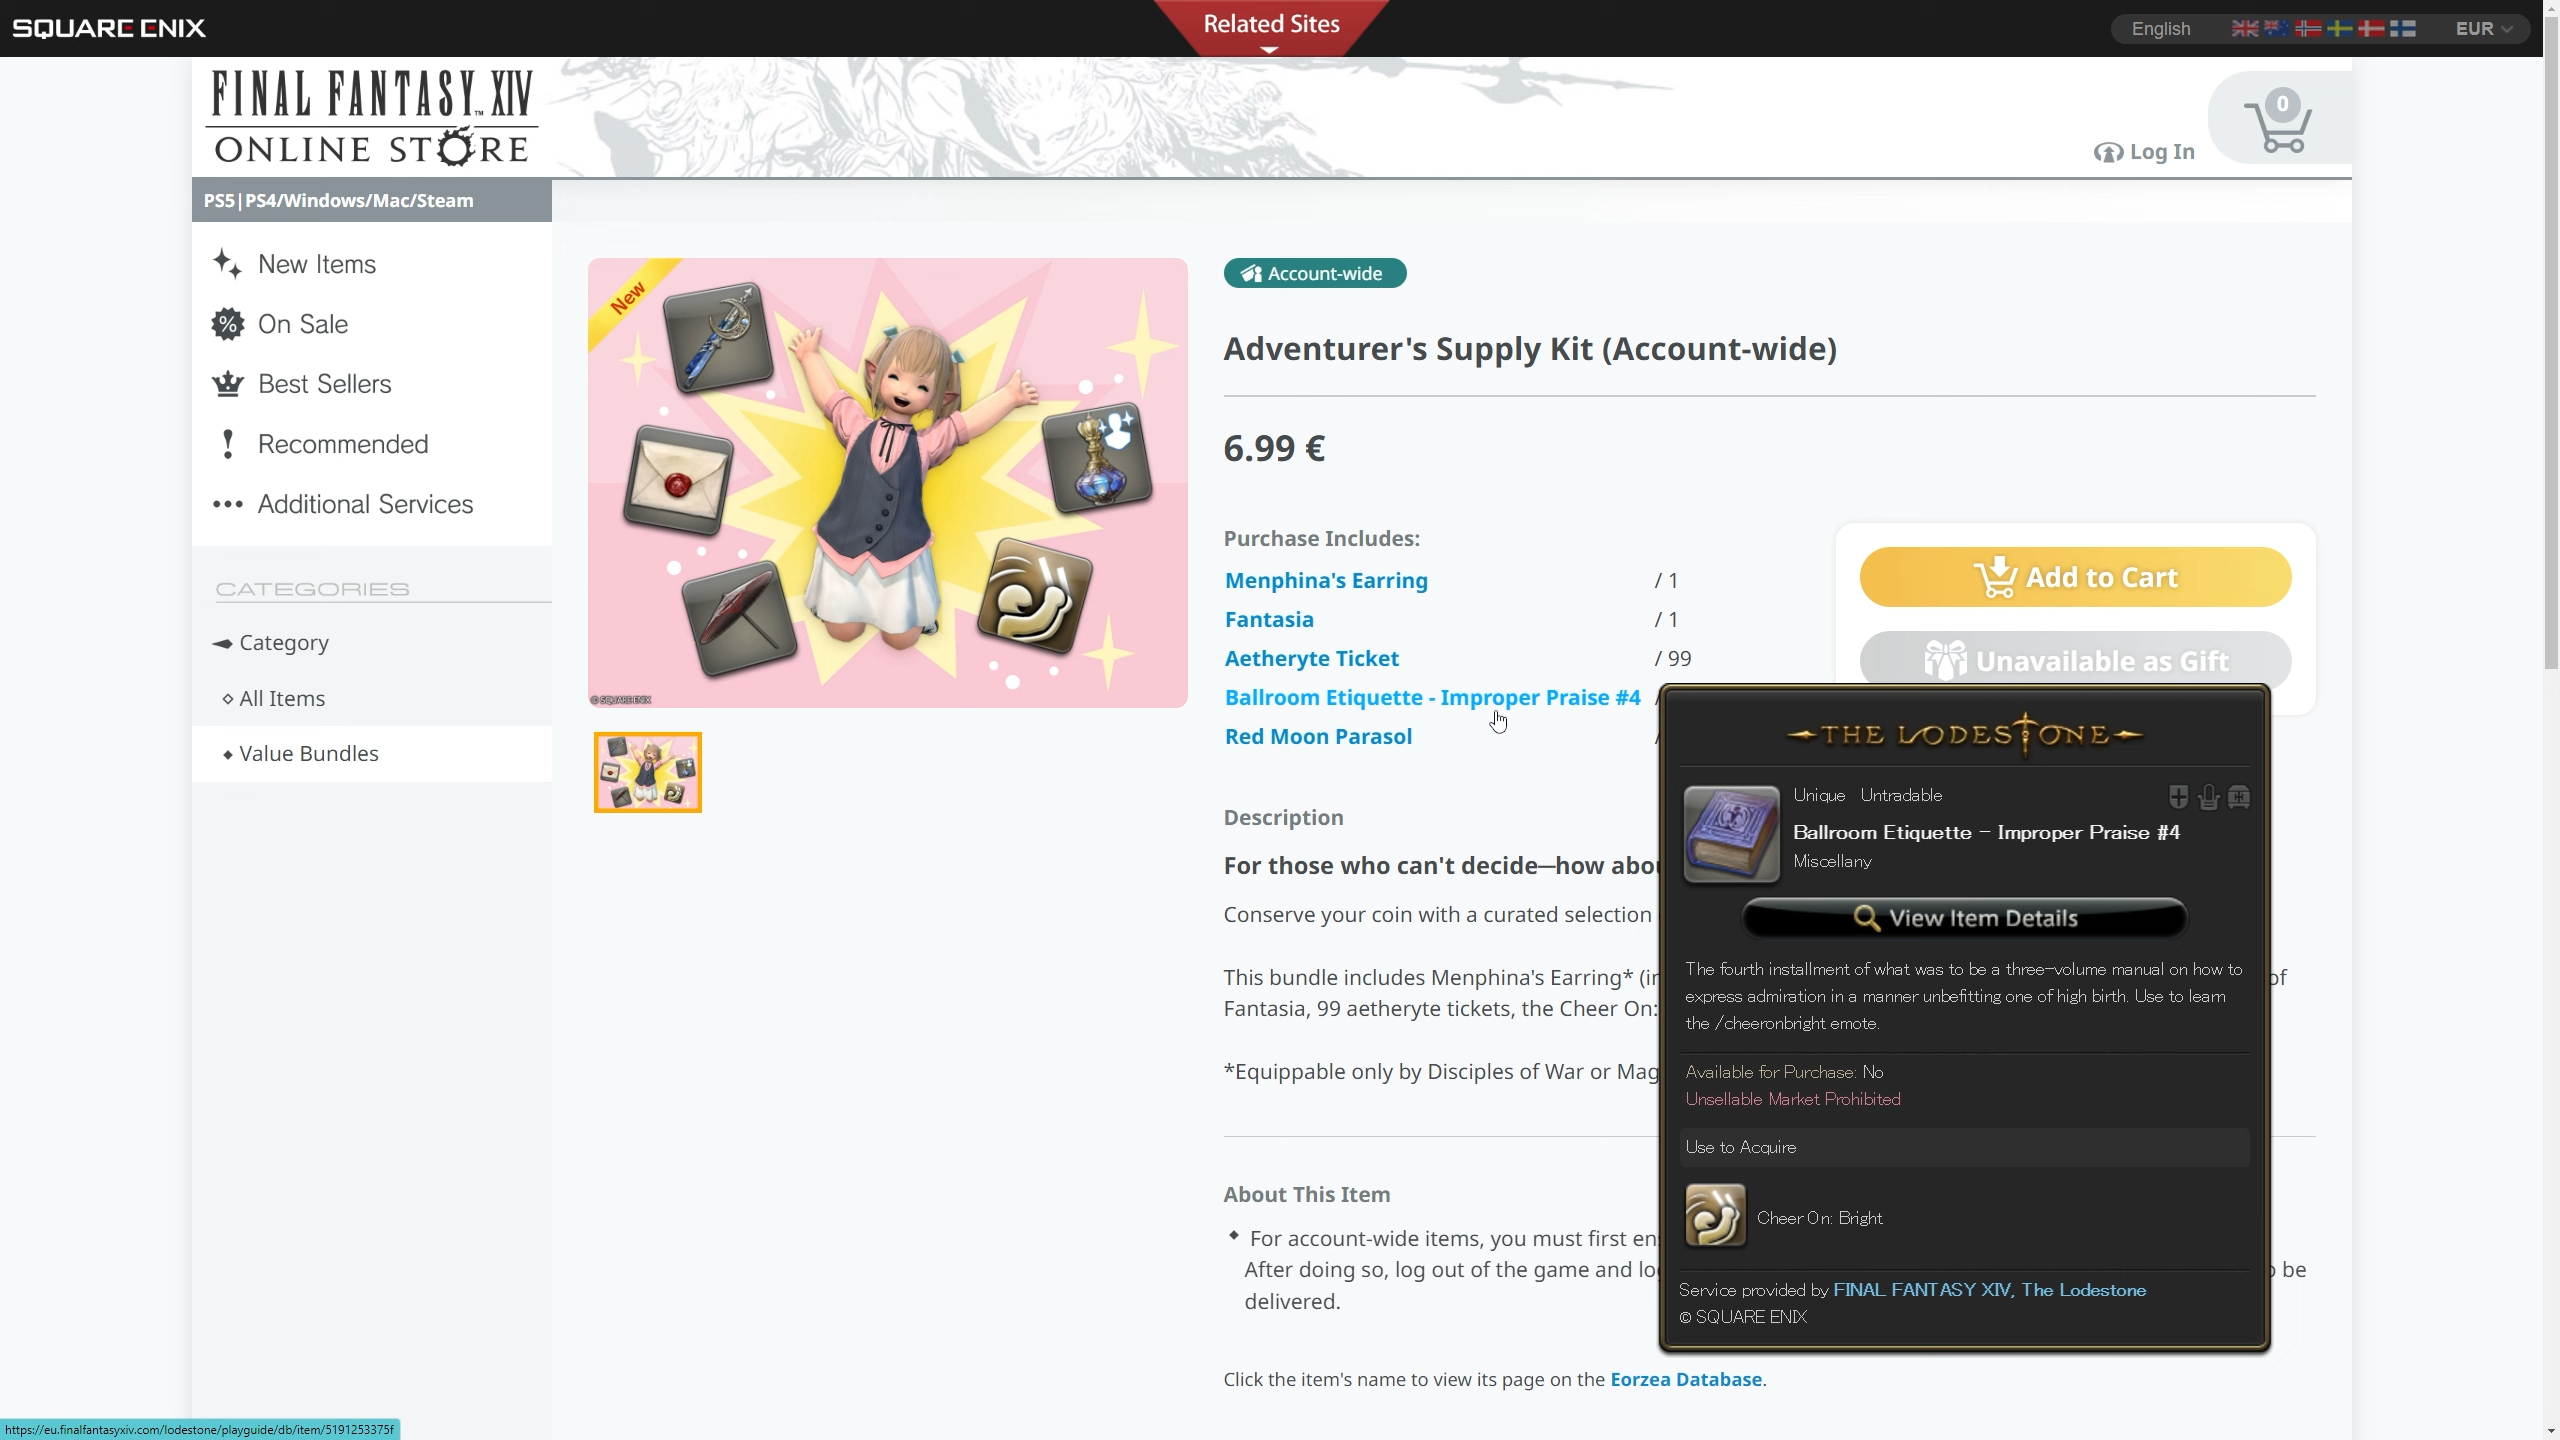 SQUARE ENIX
Related Sites
English
EUR
FINAL FANTASY XIV
ONLINE STORE
0
Log In
PS5|PS4/Windows/Mac/Steam
New Items
On Sale
Best Sellers
Recommended
Additional Services
CATEGORIES
Category
All Items
Value Bundles
New
© SQUARE ENIX
Account-wide
Adventurer's Supply Kit (Account-wide)
6.99 €
Purchase Includes:
Menphina's Earring / 1
Fantasia / 1
Aetheryte Ticket / 99
Ballroom Etiquette - Improper Praise #4 /
Red Moon Parasol /
Add to Cart
Unavailable as Gift
Description
For those who can't decide—how abou
Conserve your coin with a curated selection
This bundle includes Menphina's Earring* (in of
Fantasia, 99 aetheryte tickets, the Cheer On:
*Equippable only by Disciples of War or Mag
About This Item
For account-wide items, you must first en
After doing so, log out of the game and log be
delivered.
Click the item's name to view its page on the Eorzea Database.
THE LODESTONE
Unique Untradable
Ballroom Etiquette - Improper Praise #4
Miscellany
View Item Details
The fourth installment of what was to be a three-volume manual on how to
express admiration in a manner unbefitting one of high birth. Use to learn
the /cheeronbright emote.
Available for Purchase: No
Unsellable Market Prohibited
Use to Acquire
Cheer On: Bright
Service provided by FINAL FANTASY XIV, The Lodestone
© SQUARE ENIX
https://eu.finalfantasyxiv.com/lodestone/playguide/db/item/5191253375f